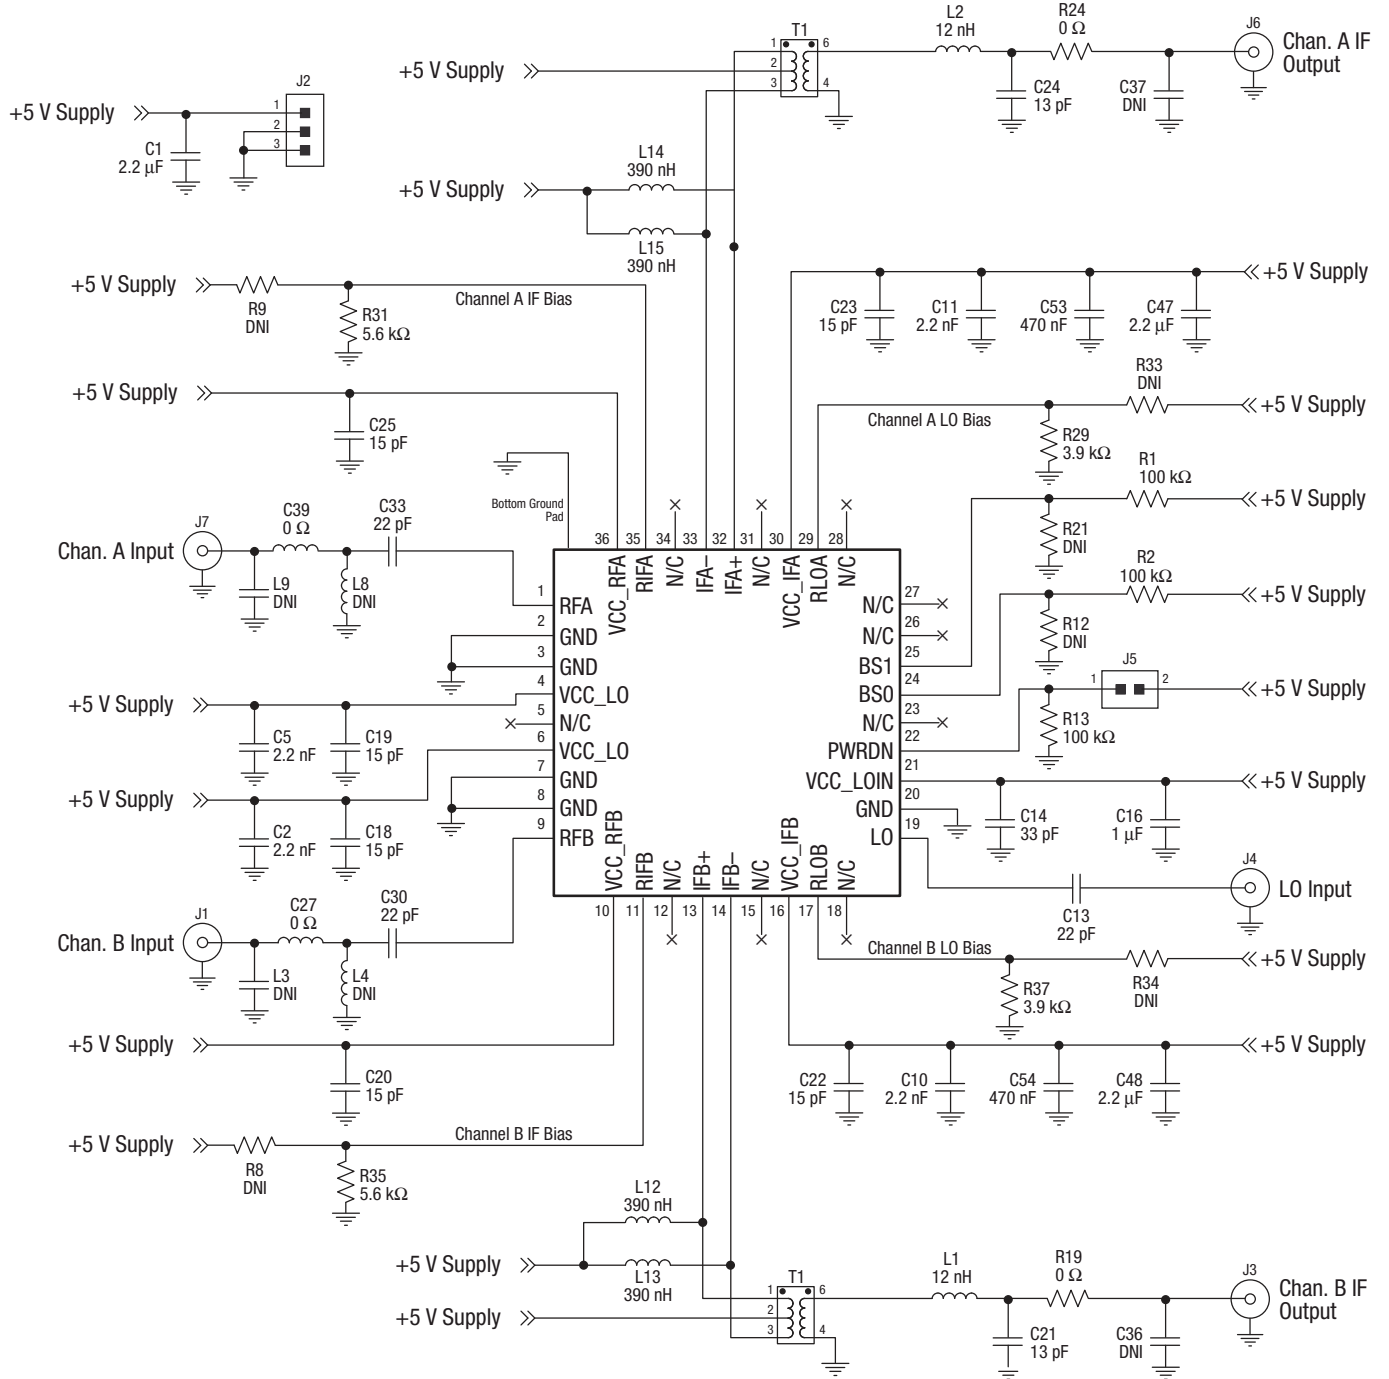 L2
12 nH
R24
0 Ω
J6
Chan. A IF
Output
T1
1
2
3
6
4
+5 V Supply
C24
13 pF
C37
DNI
J2
+5 V Supply
1
2
3
C1
2.2 µF
L14
390 nH
+5 V Supply
L15
390 nH
+5 V Supply
R9
DNI
R31
5.6 kΩ
Channel A IF Bias
+5 V Supply
C23
15 pF
C11
2.2 nF
C53
470 nF
C47
2.2 µF
+5 V Supply
C25
15 pF
R33
DNI
+5 V Supply
Channel A LO Bias
R29
3.9 kΩ
R1
100 kΩ
+5 V Supply
R21
DNI
R2
100 kΩ
+5 V Supply
R12
DNI
Bottom Ground
Pad
J7
Chan. A Input
C39
0 Ω
C33
22 pF
L9
DNI
L8
DNI
36
35
34
33
32
31
30
29
28
VCC_RFA
RIFA
N/C
IFA–
IFA+
N/C
VCC_IFA
RLOA
N/C
1
RFA
2
GND
3
GND
4
VCC_LO
5
N/C
6
VCC_LO
7
GND
8
GND
9
RFB
27
N/C
26
N/C
25
BS1
24
BS0
23
N/C
22
PWRDN
21
VCC_LOIN
20
GND
19
LO
J5
1
2
+5 V Supply
R13
100 kΩ
+5 V Supply
C5
2.2 nF
C19
15 pF
+5 V Supply
C2
2.2 nF
C18
15 pF
+5 V Supply
C14
33 pF
C16
1 µF
J4
LO Input
C13
22 pF
VCC_RFB
RIFB
N/C
IFB+
IFB–
N/C
VCC_IFB
RLOB
N/C
10
11
12
13
14
15
16
17
18
J1
Chan. B Input
C27
0 Ω
C30
22 pF
L3
DNI
L4
DNI
Channel B LO Bias
+5 V Supply
R34
DNI
R37
3.9 kΩ
+5 V Supply
C20
15 pF
+5 V Supply
C22
15 pF
C10
2.2 nF
C54
470 nF
C48
2.2 µF
+5 V Supply
R8
DNI
R35
5.6 kΩ
Channel B IF Bias
L12
390 nH
+5 V Supply
L13
390 nH
+5 V Supply
T1
1
2
3
6
4
L1
12 nH
R19
0 Ω
J3
Chan. B IF
Output
C21
13 pF
C36
DNI